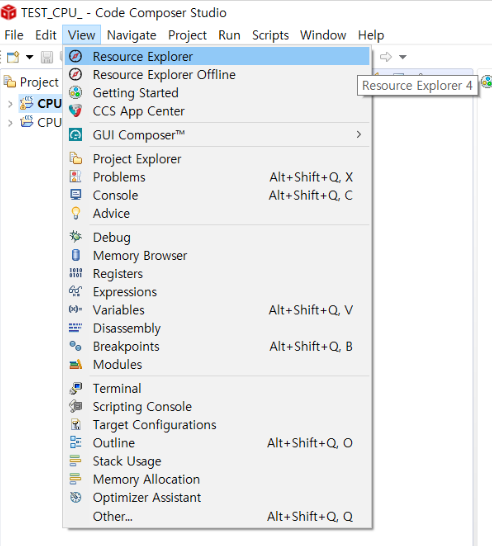 TEST_CPU_ - Code Composer Studio
File Edit View Navigate Project Run Scripts Window Help
Project
CPU
CPU
Resource Explorer
Resource Explorer Offline
Getting Started
CCS App Center
GUI Composer™
Project Explorer
Problems Alt+Shift+Q, X
Console Alt+Shift+Q, C
Advice
Debug
Memory Browser
Registers
Expressions
Variables Alt+Shift+Q, V
Disassembly
Breakpoints Alt+Shift+Q, B
Modules
Terminal
Scripting Console
Target Configurations
Outline Alt+Shift+Q, O
Stack Usage
Memory Allocation
Optimizer Assistant
Other... Alt+Shift+Q, Q
Resource Explorer 4